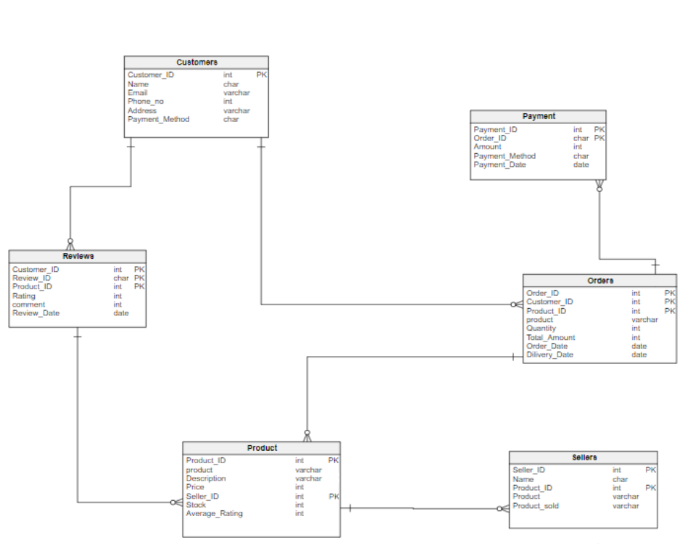 Customers
Customer_ID int PK
Name char
Email varchar
Phone_no int
Address varchar
Payment_Method char
Payment
Payment_ID int PK
Order_ID char PK
Amount int
Payment_Method char
Payment_Date date
Reviews
Customer_ID int PK
Review_ID char PK
Product_ID int PK
Rating int
comment int
Review_Date date
Orders
Order_ID int PK
Customer_ID int PK
Product_ID int PK
product varchar
Quantity int
Total_Amount int
Order_Date date
Dilivery_Date date
Product
Product_ID int PK
product varchar
Description varchar
Price int
Seller_ID int PK
Stock int
Average_Rating int
Sellers
Seller_ID int PK
Name char
Product_ID int PK
Product varchar
Product_sold varchar